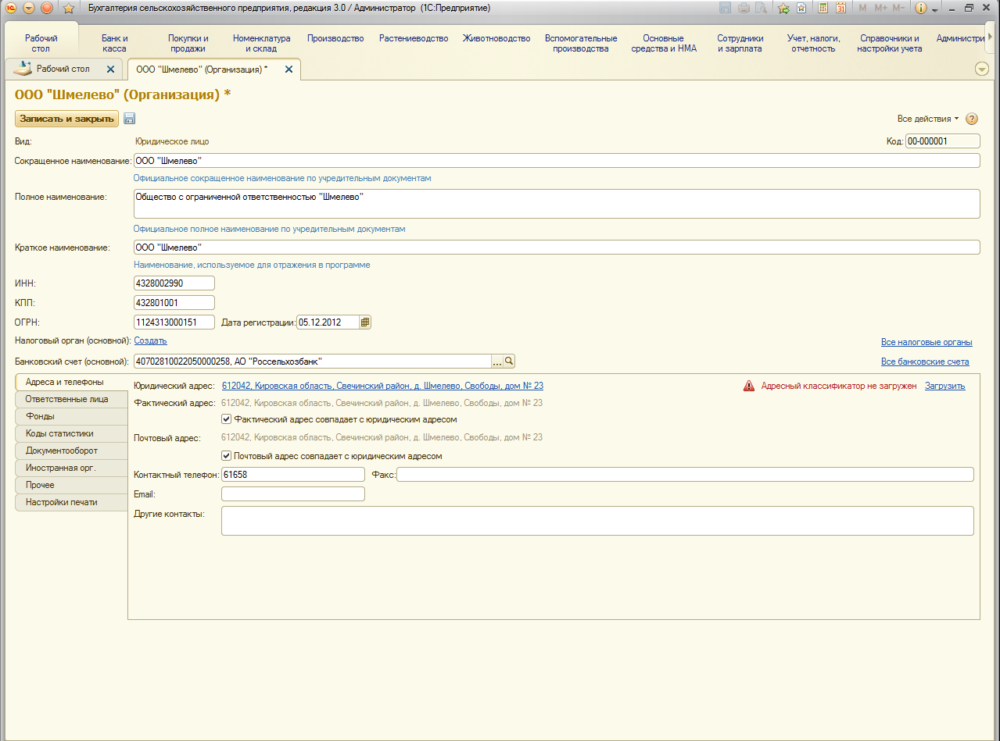 Бухгалтерия сельскохозяйственного предприятия, редакция 3.0 / Администратор (1С:Предприятие)
M M+ M-
Рабочий стол
Банк и касса
Покупки и продажи
Номенклатура и склад
Производство
Растениеводство
Животноводство
Вспомогательные производства
Основные средства и НМА
Сотрудники и зарплата
Учет, налоги, отчетность
Справочники и настройки учета
Администри
Рабочий стол
ООО "Шмелево" (Организация) *
ООО "Шмелево" (Организация) *
Записать и закрыть
Все действия
Вид: Юридическое лицо
Код: 00-000001
Сокращенное наименование: ООО "Шмелево"
Официальное сокращенное наименование по учредительным документам
Полное наименование: Общество с ограниченной ответственностью "Шмелево"
Официальное полное наименование по учредительным документам
Краткое наименование: ООО "Шмелево"
Наименование, используемое для отражения в программе
ИНН: 4328002990
КПП: 432801001
ОГРН: 1124313000151 Дата регистрации: 05.12.2012
Налоговый орган (основной): Создать
Все налоговые органы
Банковский счет (основной): 40702810022050000258, АО "Россельхозбанк"
...
Все банковские счета
Адреса и телефоны
Ответственные лица
Фонды
Коды статистики
Документооборот
Иностранная орг.
Прочее
Настройки печати
Юридический адрес: 612042, Кировская область, Свечинский район, д. Шмелево, Свободы, дом № 23
Адресный классификатор не загружен Загрузить
Фактический адрес: 612042, Кировская область, Свечинский район, д. Шмелево, Свободы, дом № 23
Фактический адрес совпадает с юридическим адресом
Почтовый адрес: 612042, Кировская область, Свечинский район, д. Шмелево, Свободы, дом № 23
Почтовый адрес совпадает с юридическим адресом
Контактный телефон: 61658 Факс:
Email:
Другие контакты: